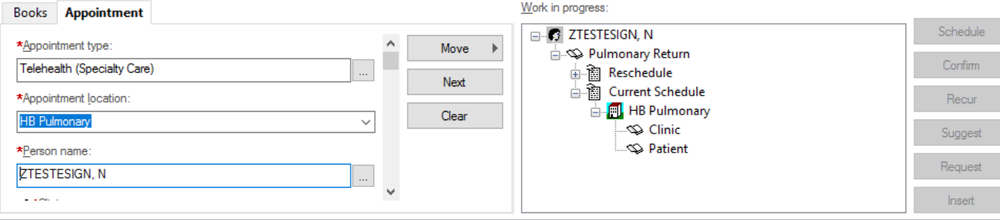 Books Appointment
*Appointment type:
Telehealth (Specialty Care)
...
*Appointment location:
HB Pulmonary
*Person name:
ZTESTESIGN, N
...
Move
Next
Clear
Work in progress:
ZTESTESIGN, N
Pulmonary Return
Reschedule
Current Schedule
HB Pulmonary
Clinic
Patient
Schedule
Confirm
Recur
Suggest
Request
Insert